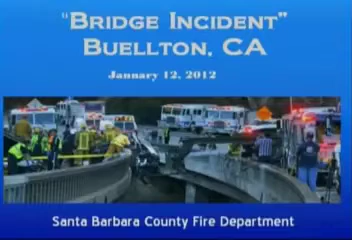 "BRIDGE INCIDENT"
BUELLTON, CA
January 12, 2012
Santa Barbara County Fire Department